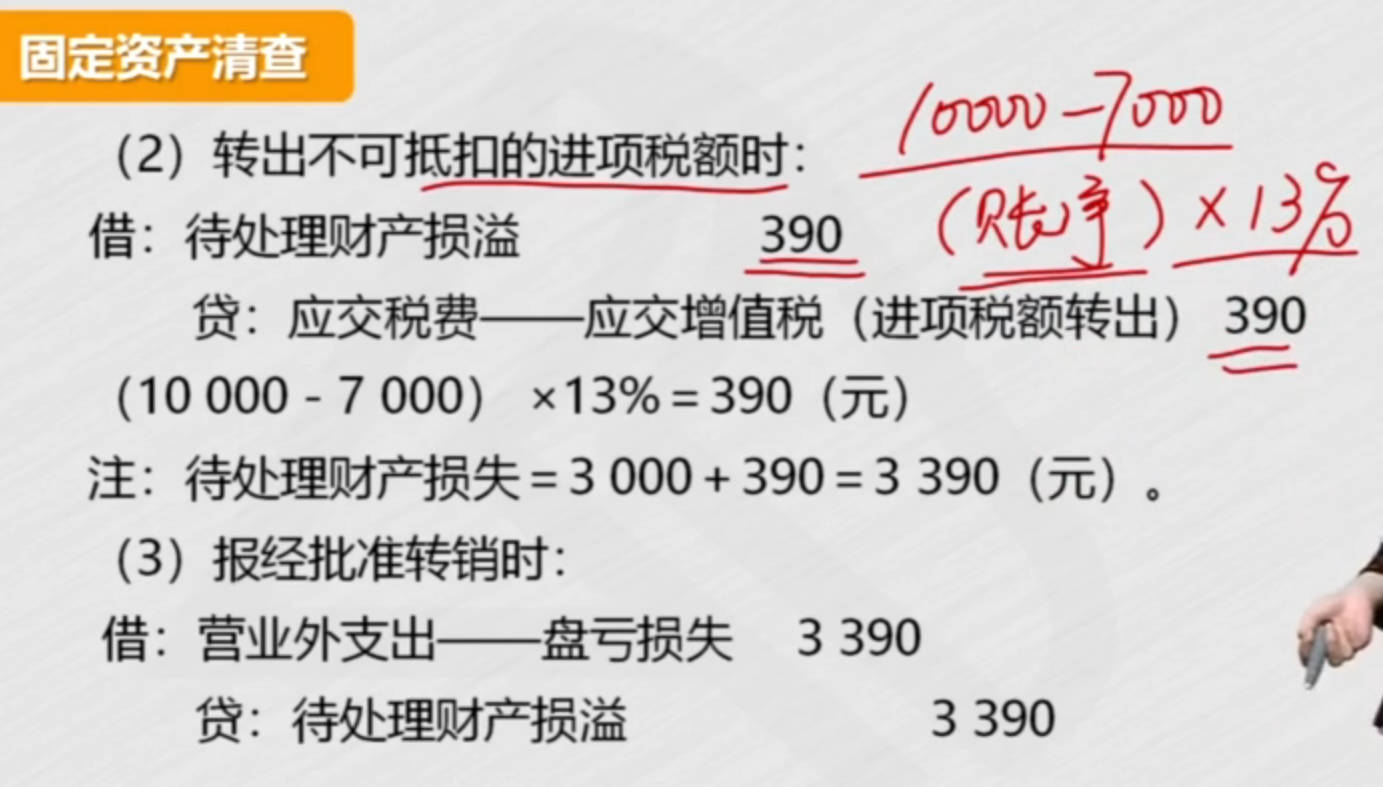 固定资产清查
10000-7000
（2）转出不可抵扣的进项税额时：
(账净)×13%
借：待处理财产损溢 390
贷：应交税费——应交增值税（进项税额转出） 390
（10 000 - 7 000） ×13% = 390（元）
注：待处理财产损失 = 3 000 + 390 = 3 390（元）。
（3）报经批准转销时：
借：营业外支出——盘亏损失 3 390
贷：待处理财产损溢 3 390